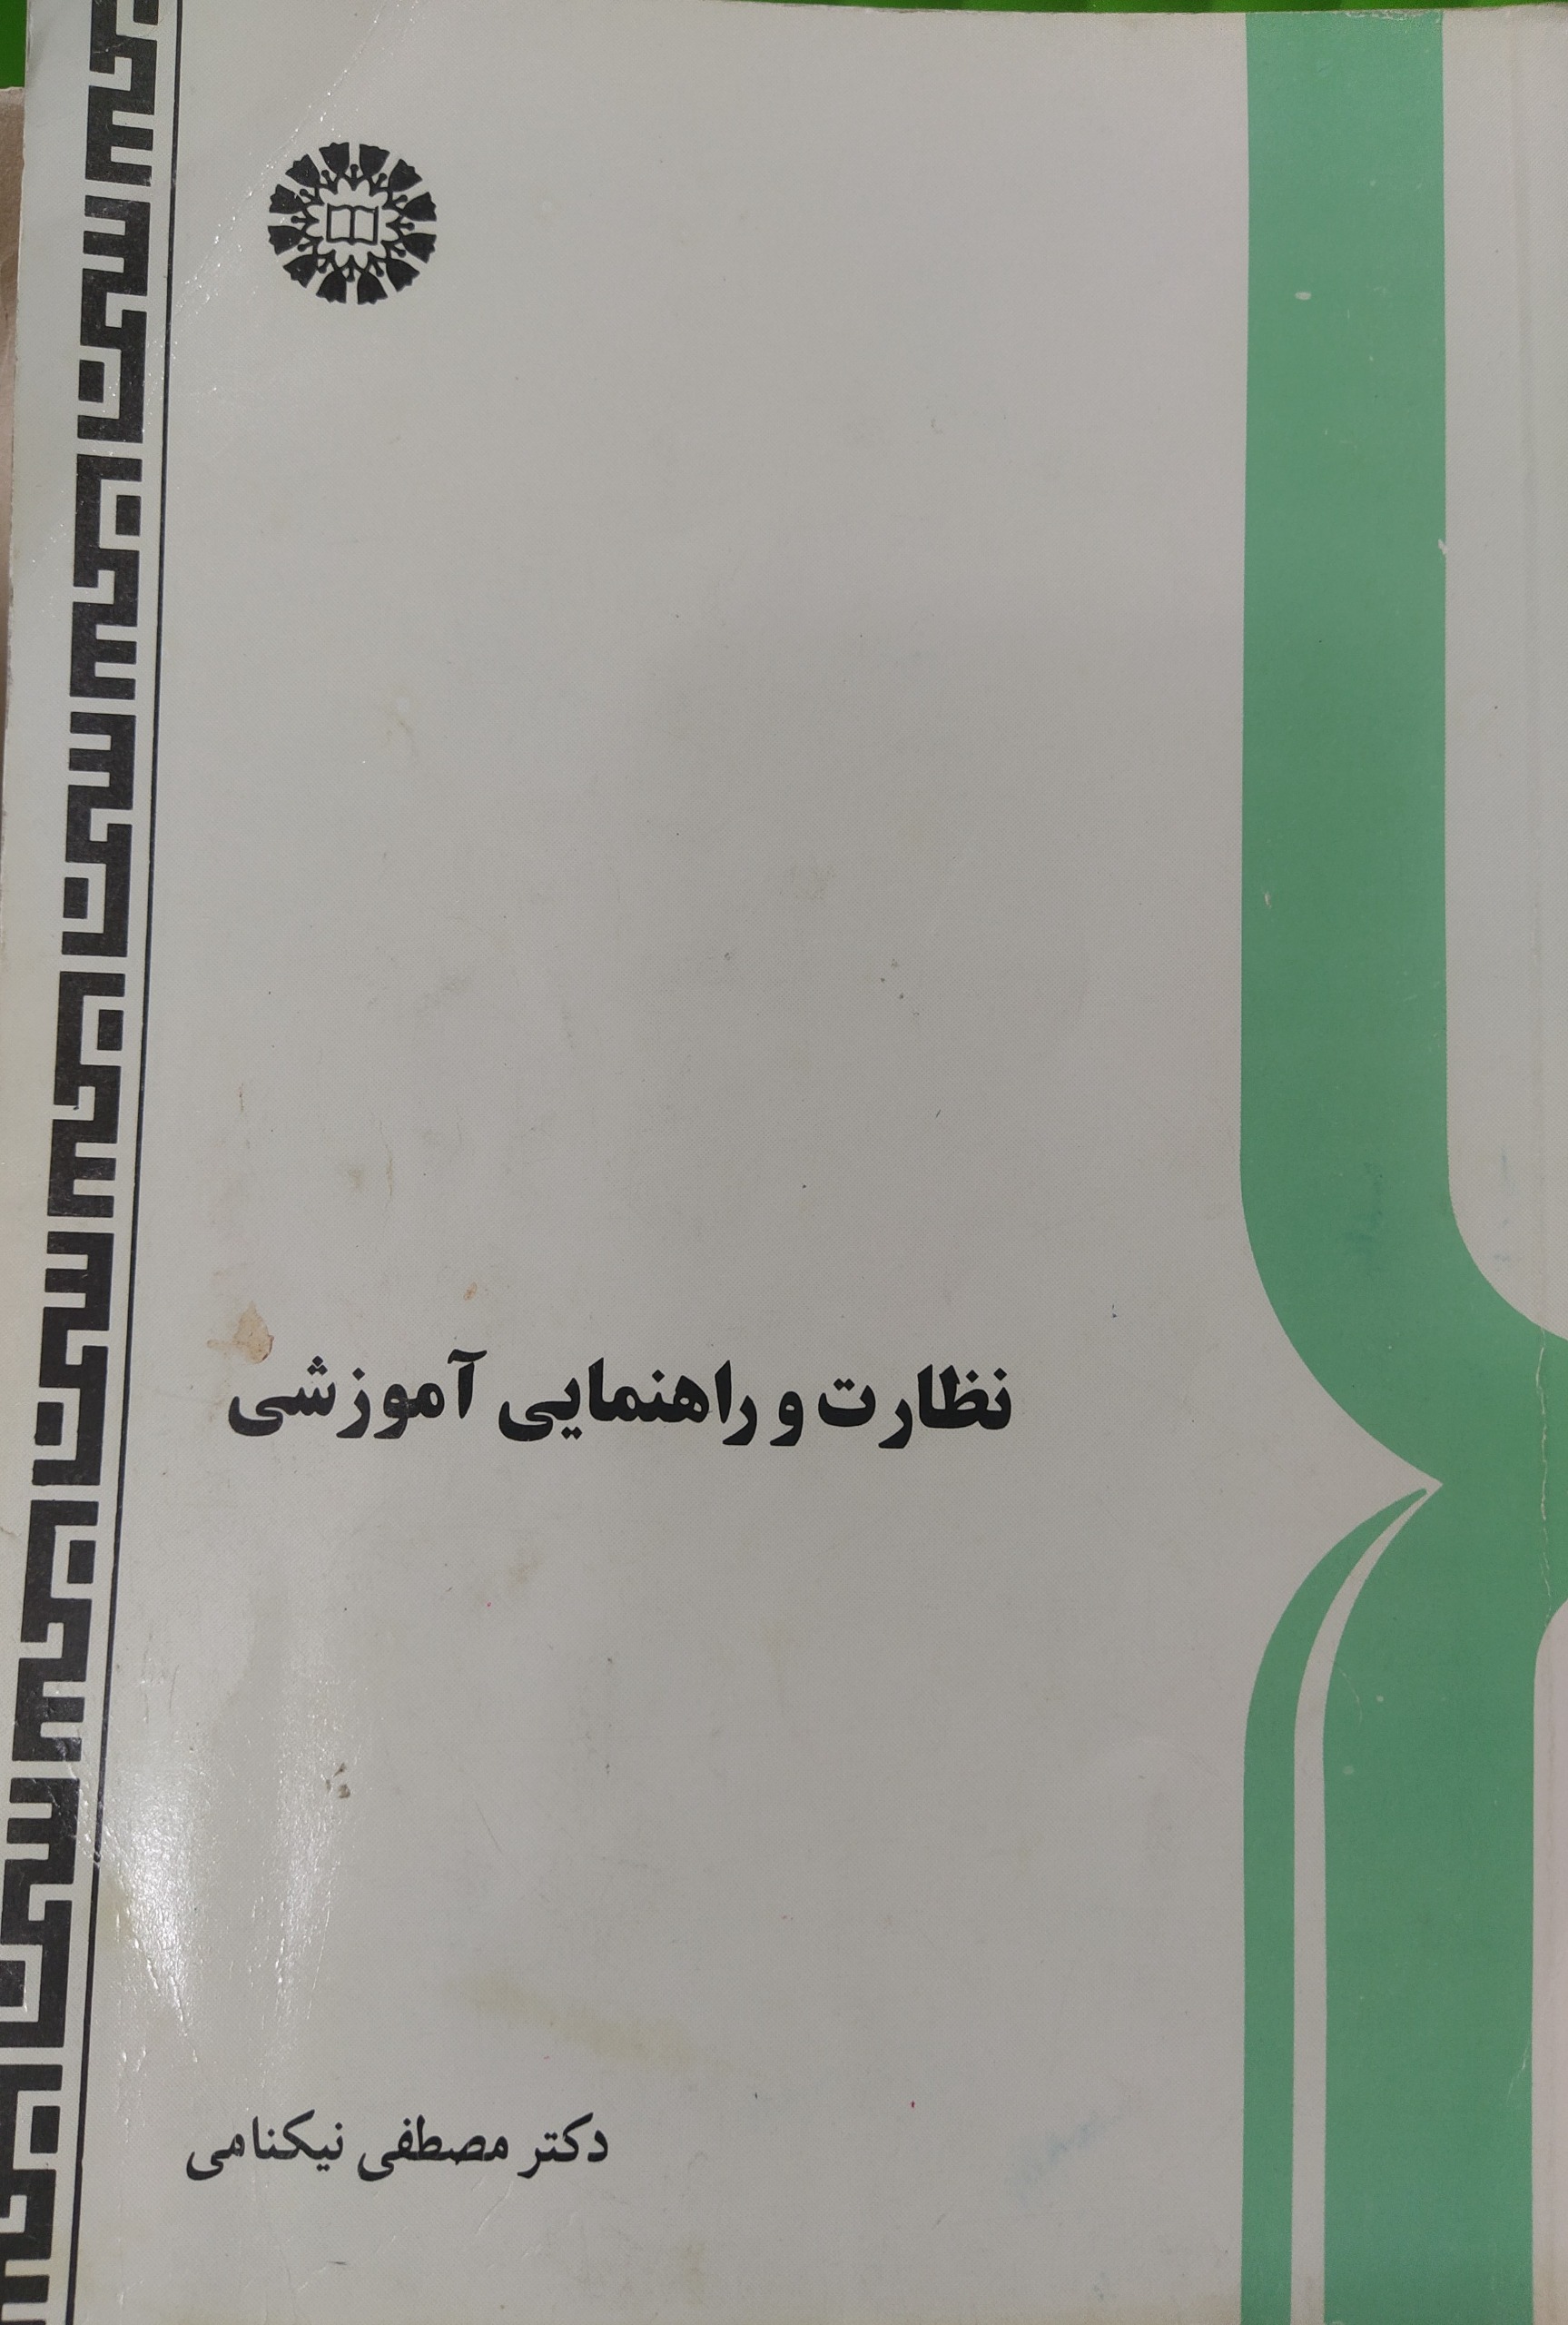 نظارت و راهنمایی آموزشی
دکتر مصطفی نیکنامی